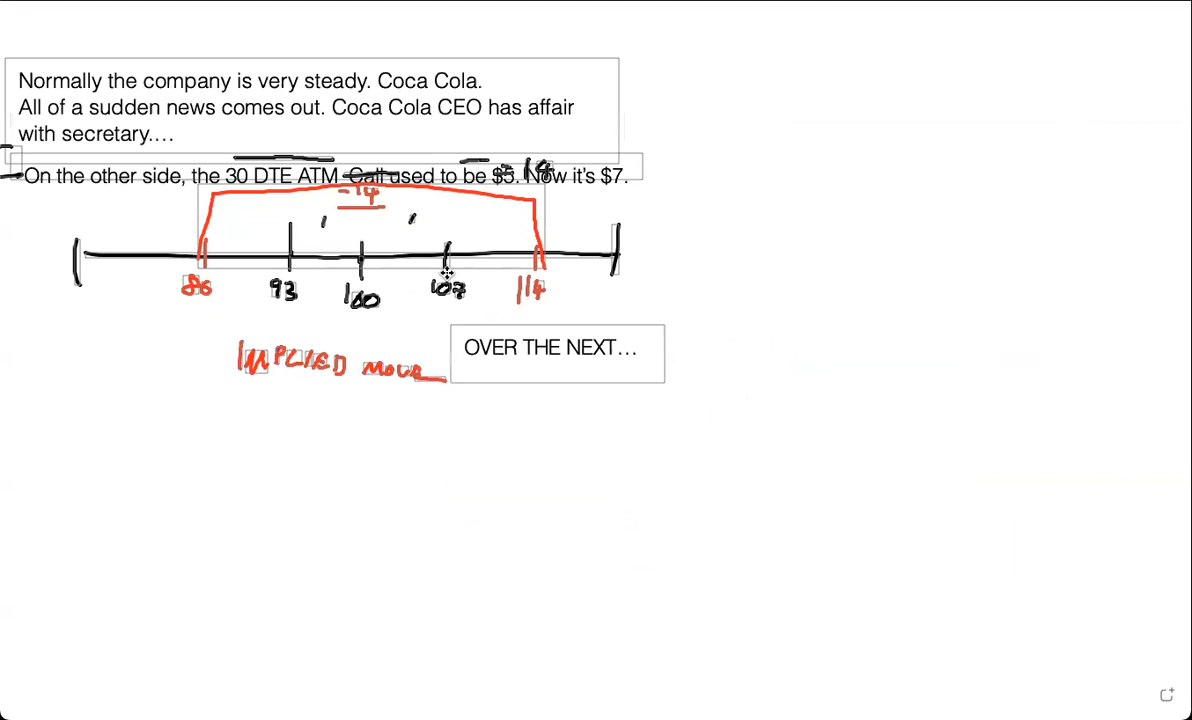 Normally the company is very steady. Coca Cola.
All of a sudden news comes out. Coca Cola CEO has affair
with secretary....
On the other side, the 30 DTE ATM Call used to be $5. Now it's $7.
= 14
-14
86 93 100 107 114
IMPLIED MOVE
OVER THE NEXT...